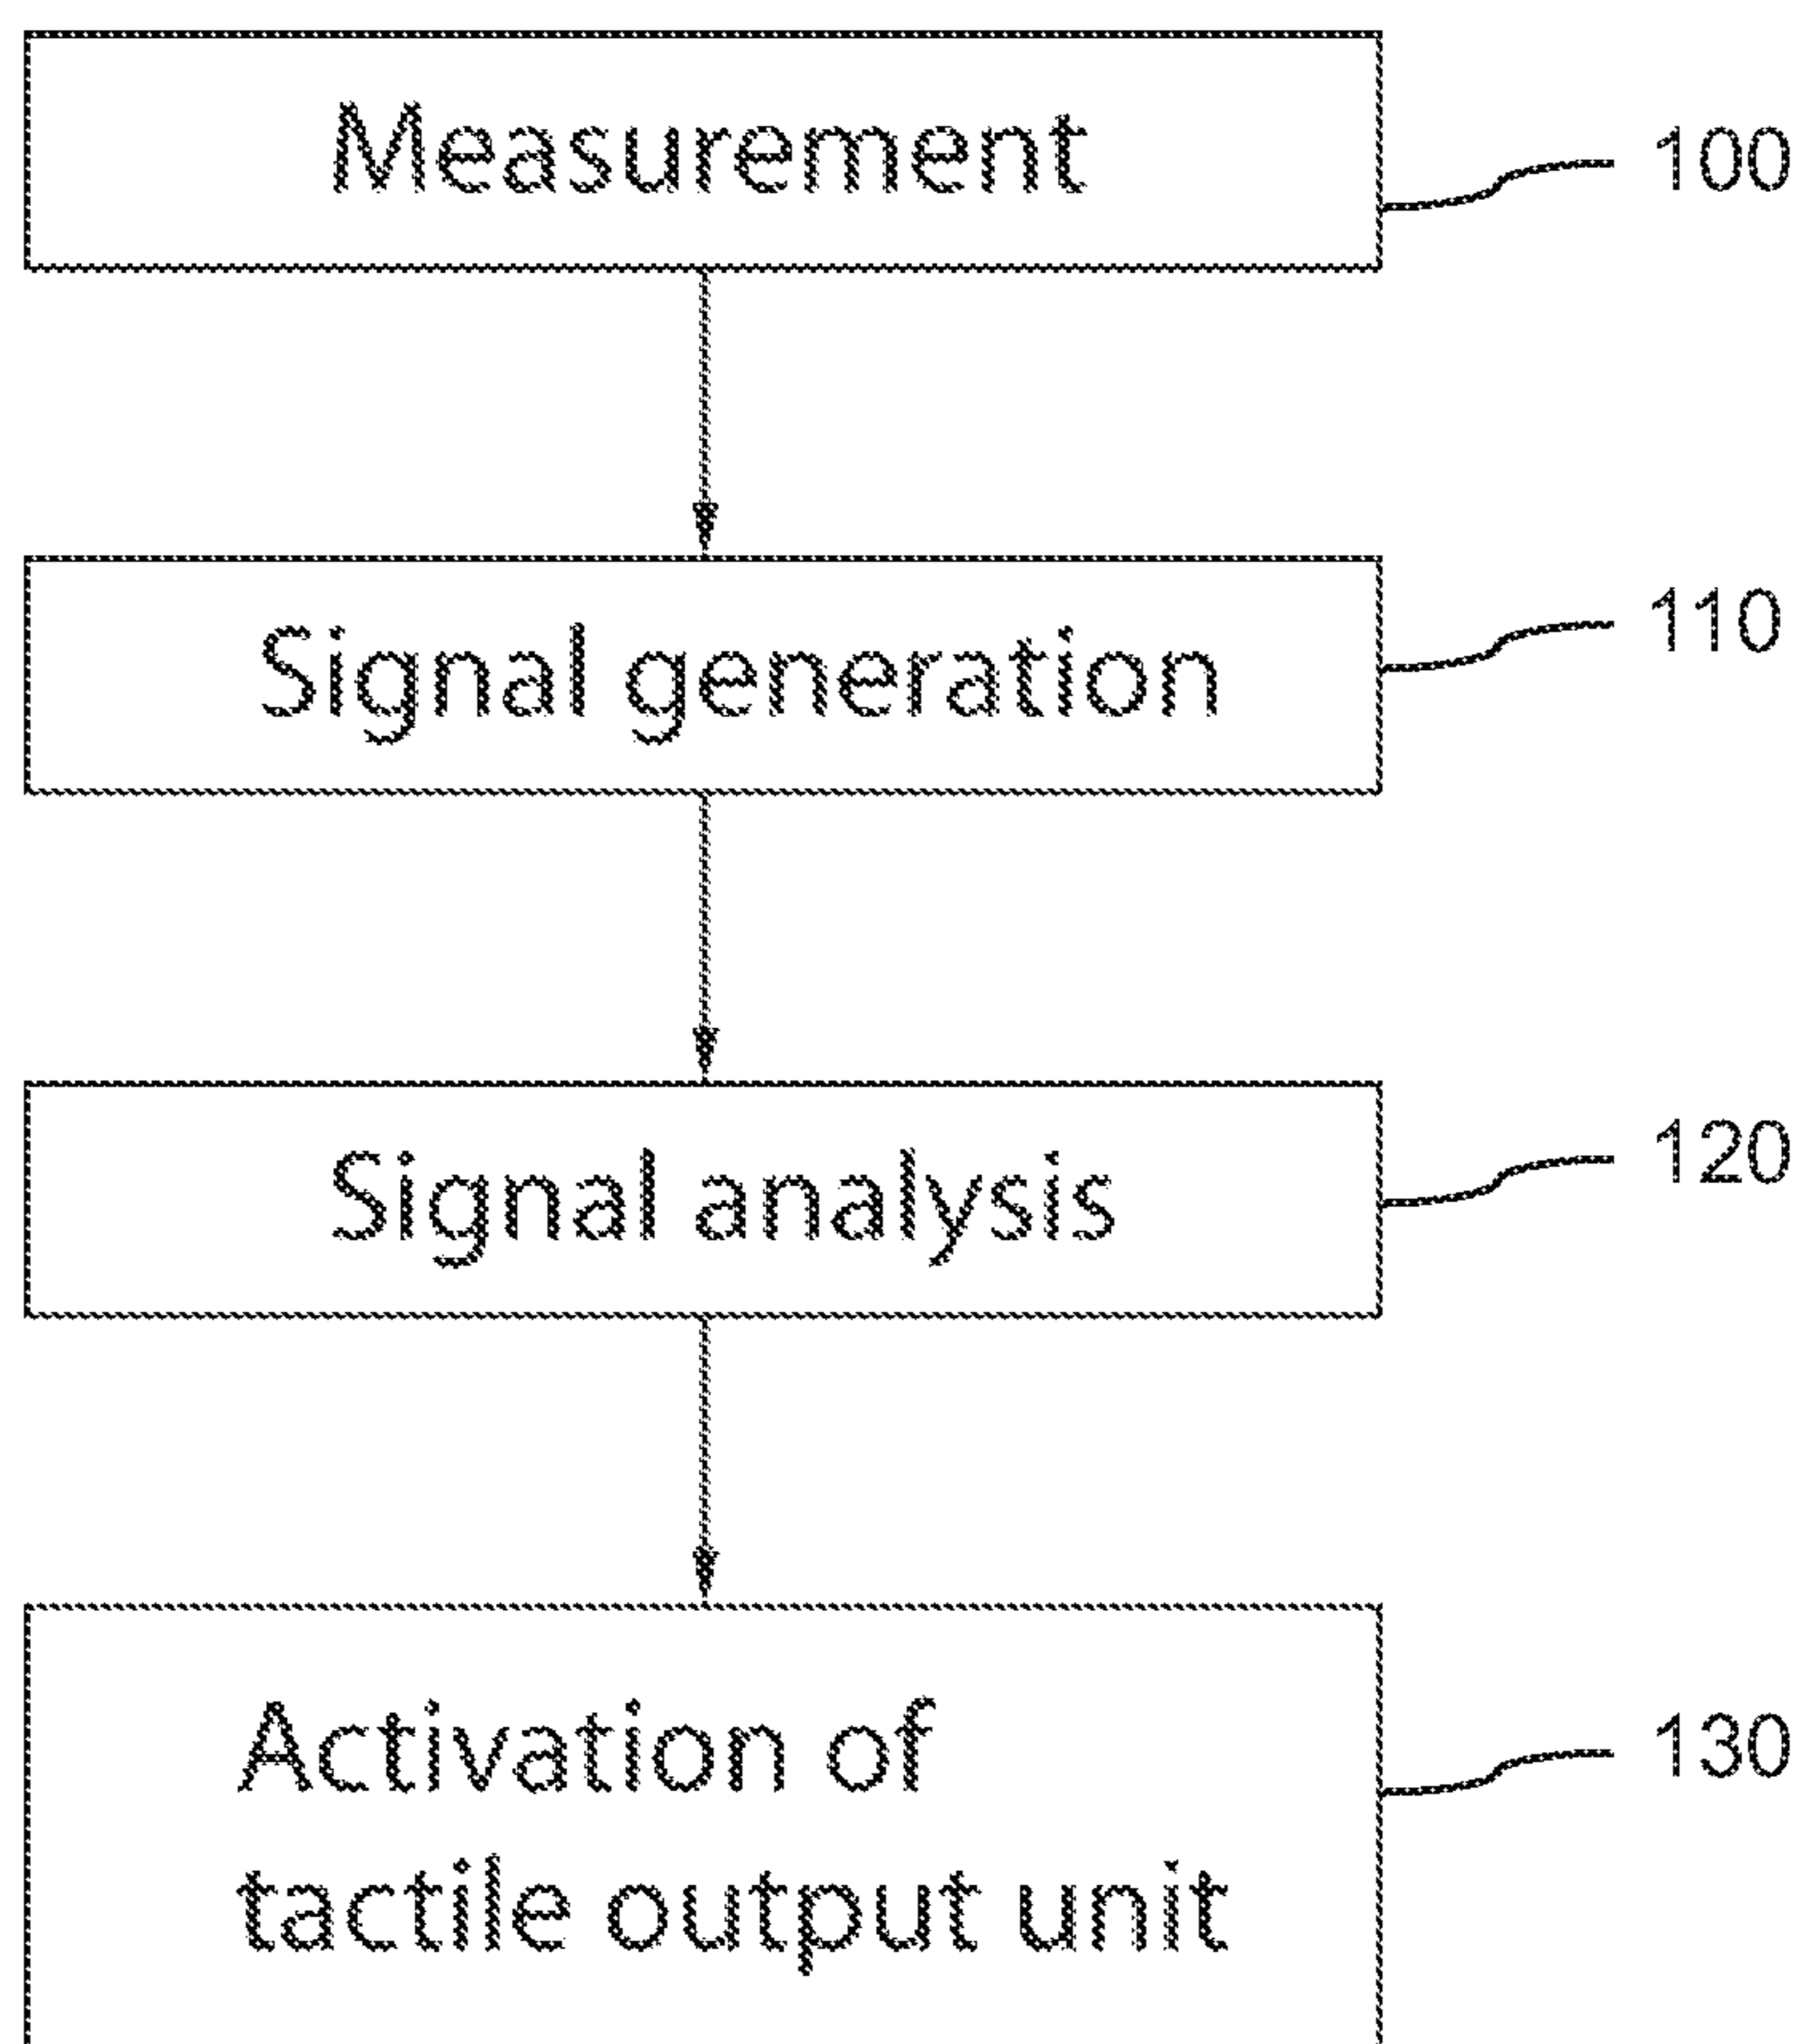 Measurement
100
Signal generation
110
Signal analysis
120
Activation of
tactile output unit
130